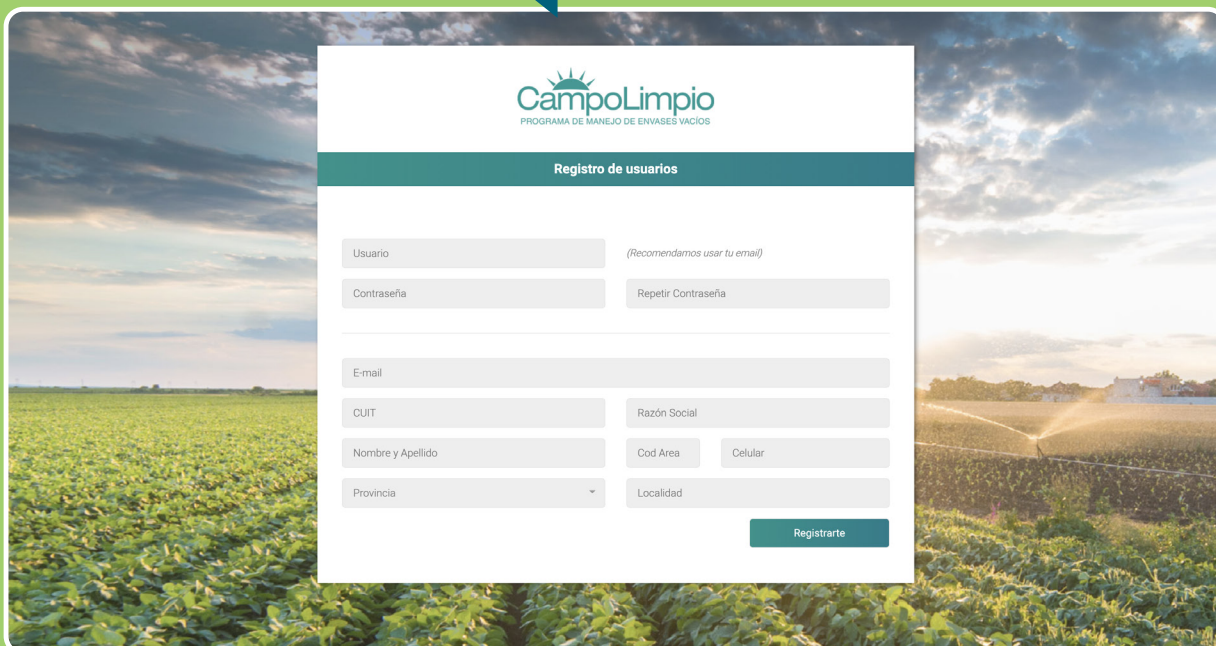 CampoLimpio
PROGRAMA DE MANEJO DE ENVASES VACÍOS
Registro de usuarios
Usuario
(Recomendamos usar tu email)
Contraseña
Repetir Contraseña
E-mail
CUIT
Razón Social
Nombre y Apellido
Cod Area
Celular
Provincia
Localidad
Registrarte